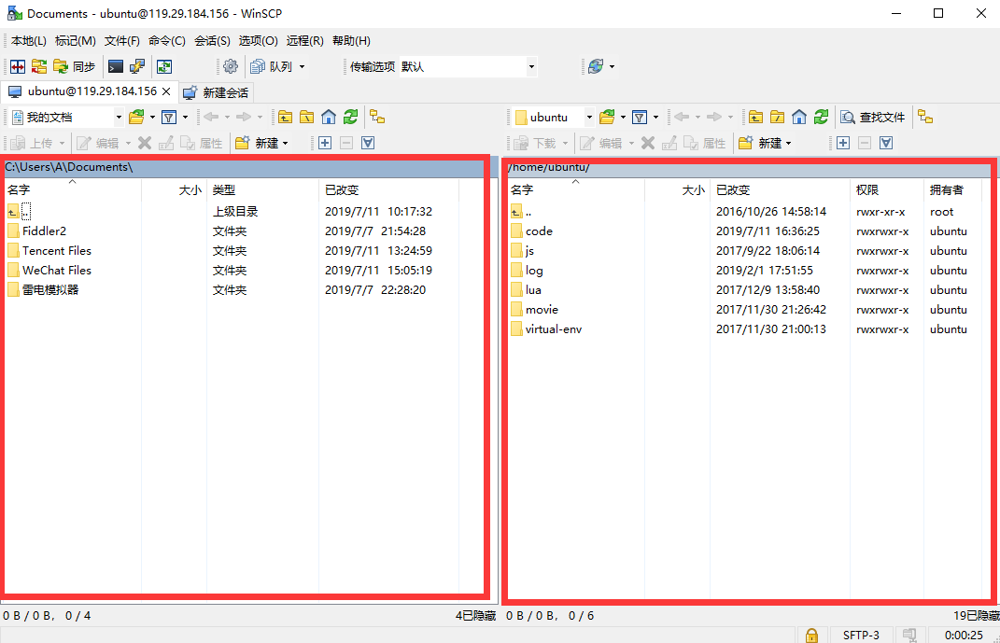 Documents - ubuntu@119.29.184.156 - WinSCP
本地(L) 标记(M) 文件(F) 命令(C) 会话(S) 选项(O) 远程(R) 帮助(H)
同步 队列 传输选项 默认
ubuntu@119.29.184.156 新建会话
我的文档 ubuntu 查找文件
上传 编辑 属性 新建 下载 编辑 属性 新建
C:\Users\A\Documents\
名字 大小 类型 已改变
.. 上级目录 2019/7/11 10:17:32
Fiddler2 文件夹 2019/7/7 21:54:28
Tencent Files 文件夹 2019/7/11 13:24:59
WeChat Files 文件夹 2019/7/11 15:05:19
雷电模拟器 文件夹 2019/7/7 22:28:20
/home/ubuntu/
名字 大小 已改变 权限 拥有者
.. 2016/10/26 14:58:14 rwxr-xr-x root
code 2019/7/11 16:36:25 rwxrwxr-x ubuntu
js 2017/9/22 18:06:14 rwxrwxr-x ubuntu
log 2019/2/1 17:51:55 rwxrwxr-x ubuntu
lua 2017/12/9 13:58:40 rwxrwxr-x ubuntu
movie 2017/11/30 21:26:42 rwxrwxr-x ubuntu
virtual-env 2017/11/30 21:00:13 rwxrwxr-x ubuntu
0 B / 0 B, 0 / 4 4已隐藏 0 B / 0 B, 0 / 6 19已隐藏
SFTP-3 0:00:25